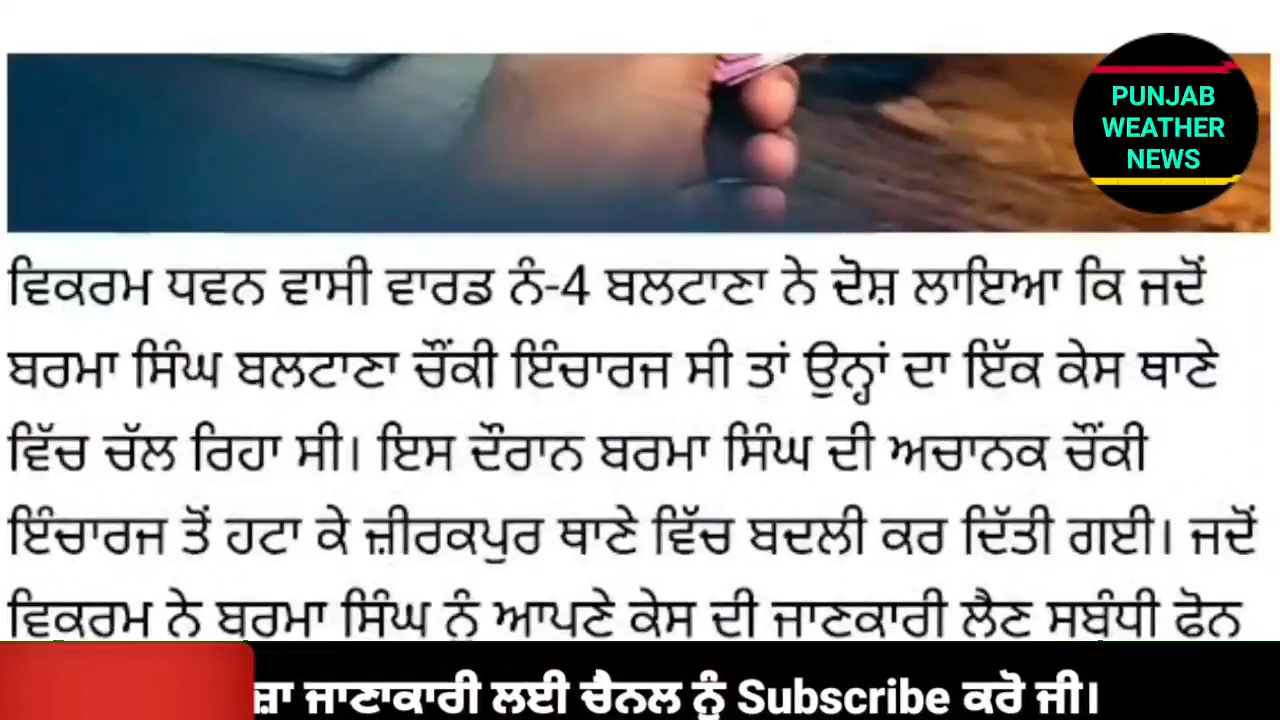 PUNJAB
WEATHER
NEWS
ਵਿਕਰਮ ਧਵਨ ਵਾਸੀ ਵਾਰਡ ਨੰ-4 ਬਲਟਾਣਾ ਨੇ ਦੋਸ਼ ਲਾਇਆ ਕਿ ਜਦੋਂ
ਬਰਮਾ ਸਿੰਘ ਬਲਟਾਣਾ ਚੌਂਕੀ ਇੰਚਾਰਜ ਸੀ ਤਾਂ ਉਨ੍ਹਾਂ ਦਾ ਇੱਕ ਕੇਸ ਥਾਣੇ
ਵਿੱਚ ਚੱਲ ਰਿਹਾ ਸੀ। ਇਸ ਦੌਰਾਨ ਬਰਮਾ ਸਿੰਘ ਦੀ ਅਚਾਨਕ ਚੌਂਕੀ
ਇੰਚਾਰਜ ਤੋਂ ਹਟਾ ਕੇ ਜ਼ੀਰਕਪੁਰ ਥਾਣੇ ਵਿੱਚ ਬਦਲੀ ਕਰ ਦਿੱਤੀ ਗਈ। ਜਦੋਂ
ਵਿਕਰਮ ਨੇ ਬਰਮਾ ਸਿੰਘ ਨੂੰ ਆਪਣੇ ਕੇਸ ਦੀ ਜਾਣਕਾਰੀ ਲੈਣ ਸਬੰਧੀ ਫੋਨ
ਜਾਣਾਕਾਰੀ ਲਈ ਚੈਨਲ ਨੂੰ Subscribe ਕਰੋ ਜੀ।